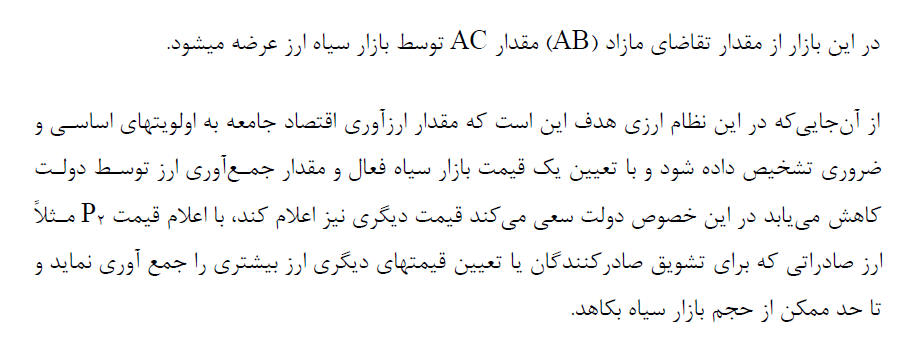 در این بازار از مقدار تقاضای مازاد (AB) مقدار AC توسط بازار سیاه ارز عرضه میشود.
از آن‌جایی‌که در این نظام ارزی هدف این است که مقدار ارزآوری اقتصاد جامعه به اولویتهای اساسی و
ضروری تشخیص داده شود و با تعیین یک قیمت بازار سیاه فعال و مقدار جمع‌آوری ارز توسط دولت
کاهش می‌یابد در این خصوص دولت سعی می‌کند قیمت دیگری نیز اعلام کند، با اعلام قیمت P۲ مثلاً
ارز صادراتی که برای تشویق صادرکنندگان یا تعیین قیمتهای دیگری ارز بیشتری را جمع آوری نماید و
تا حد ممکن از حجم بازار سیاه بکاهد.